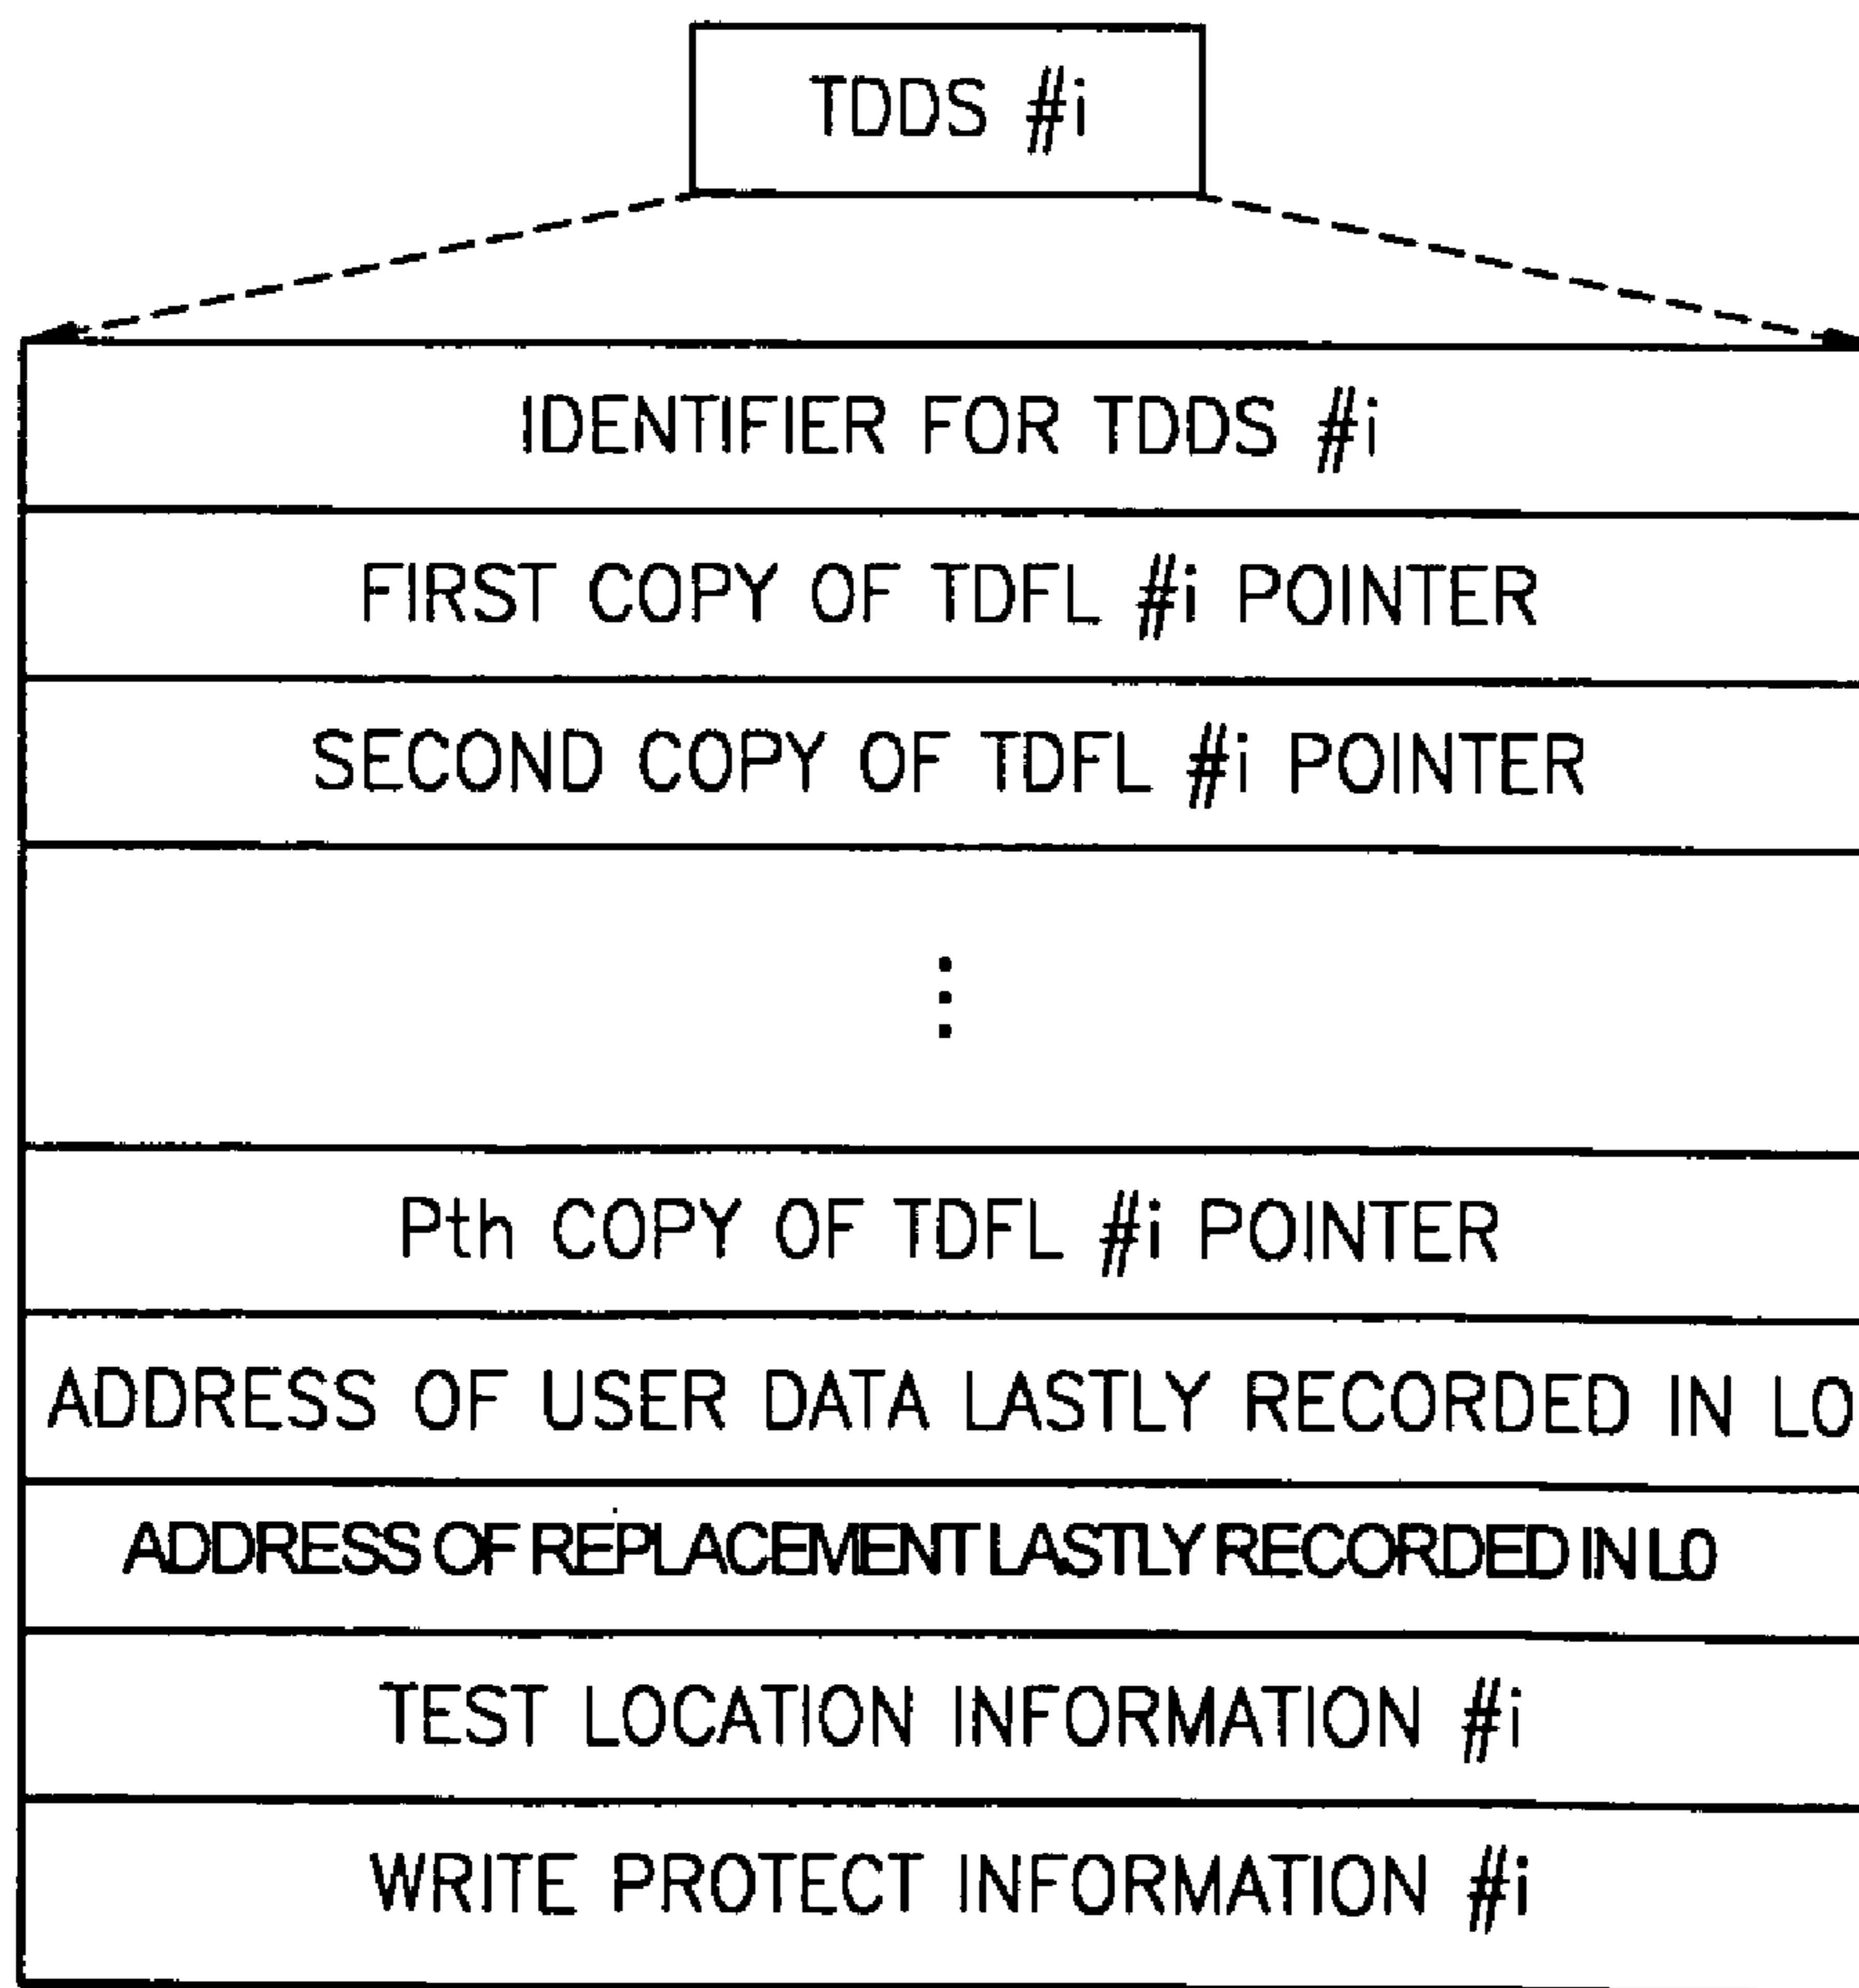 TDDS #i
IDENTIFIER FOR TDDS #i
FIRST COPY OF TDFL #i POINTER
SECOND COPY OF TDFL #i POINTER
⋮
Pth COPY OF TDFL #i POINTER
ADDRESS OF USER DATA LASTLY RECORDED IN L0
ADDRESS OF REPLACEMENT LASTLY RECORDED IN L0
TEST LOCATION INFORMATION #i
WRITE PROTECT INFORMATION #i